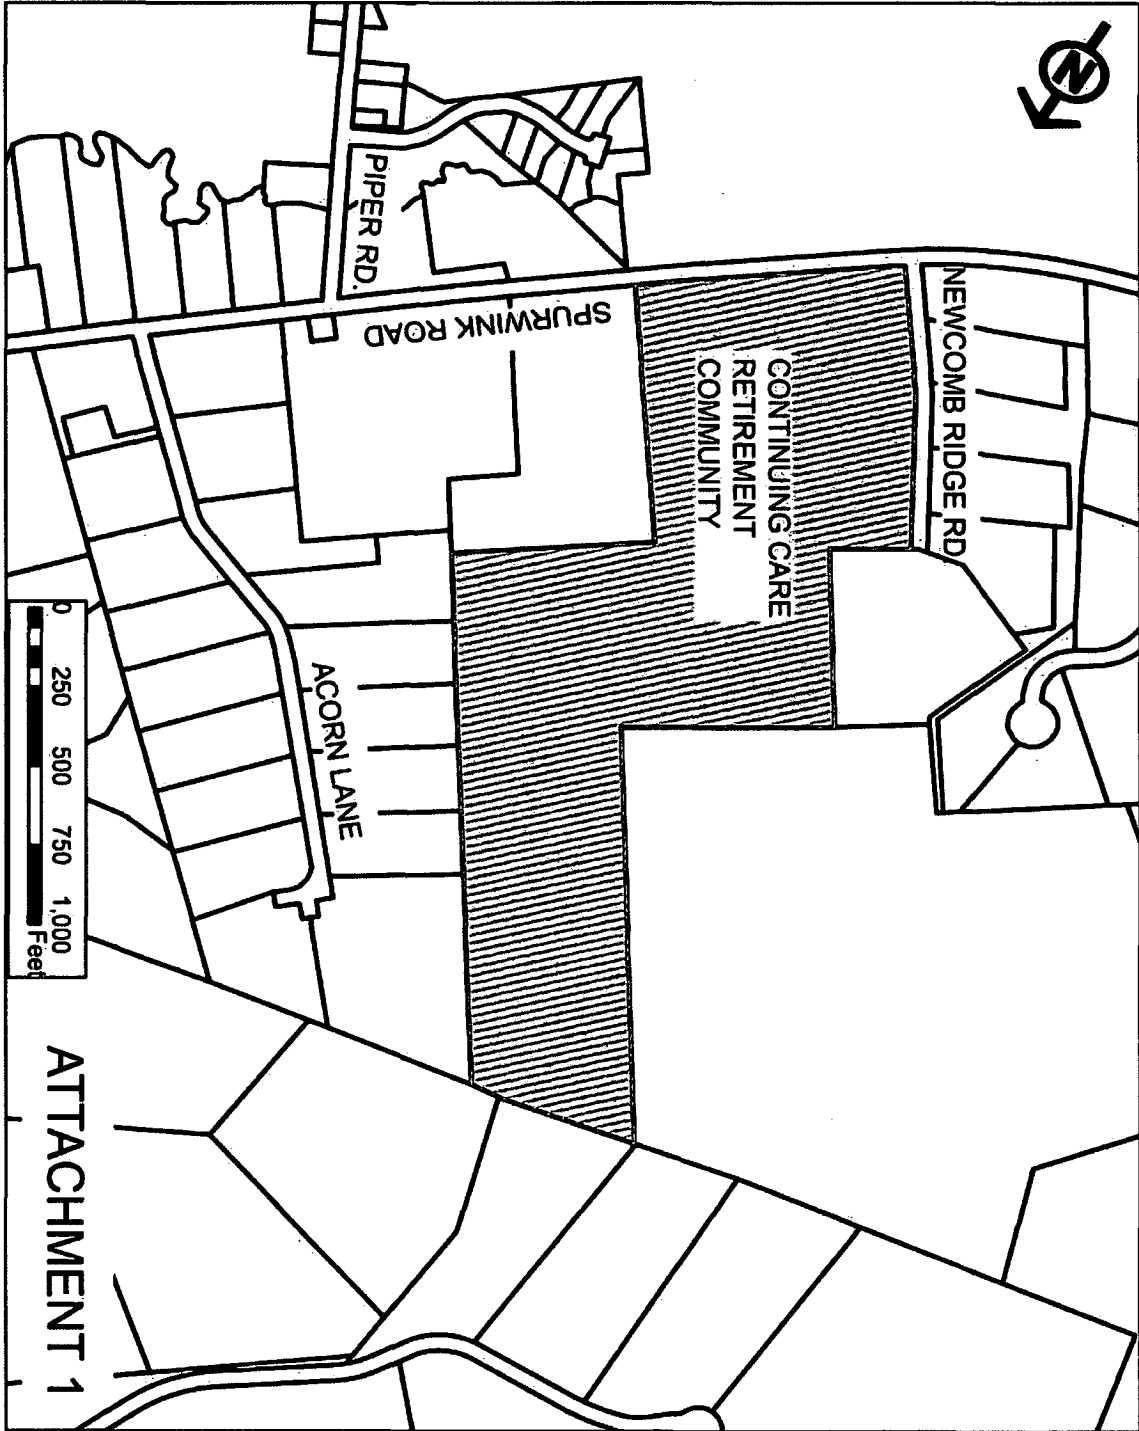 N
PIPER RD.
SPURWINK ROAD
NEWCOMB RIDGE RD
CONTINUING CARE
RETIREMENT
COMMUNITY
ACORN LANE
0 250 500 750 1,000
Feet
ATTACHMENT 1